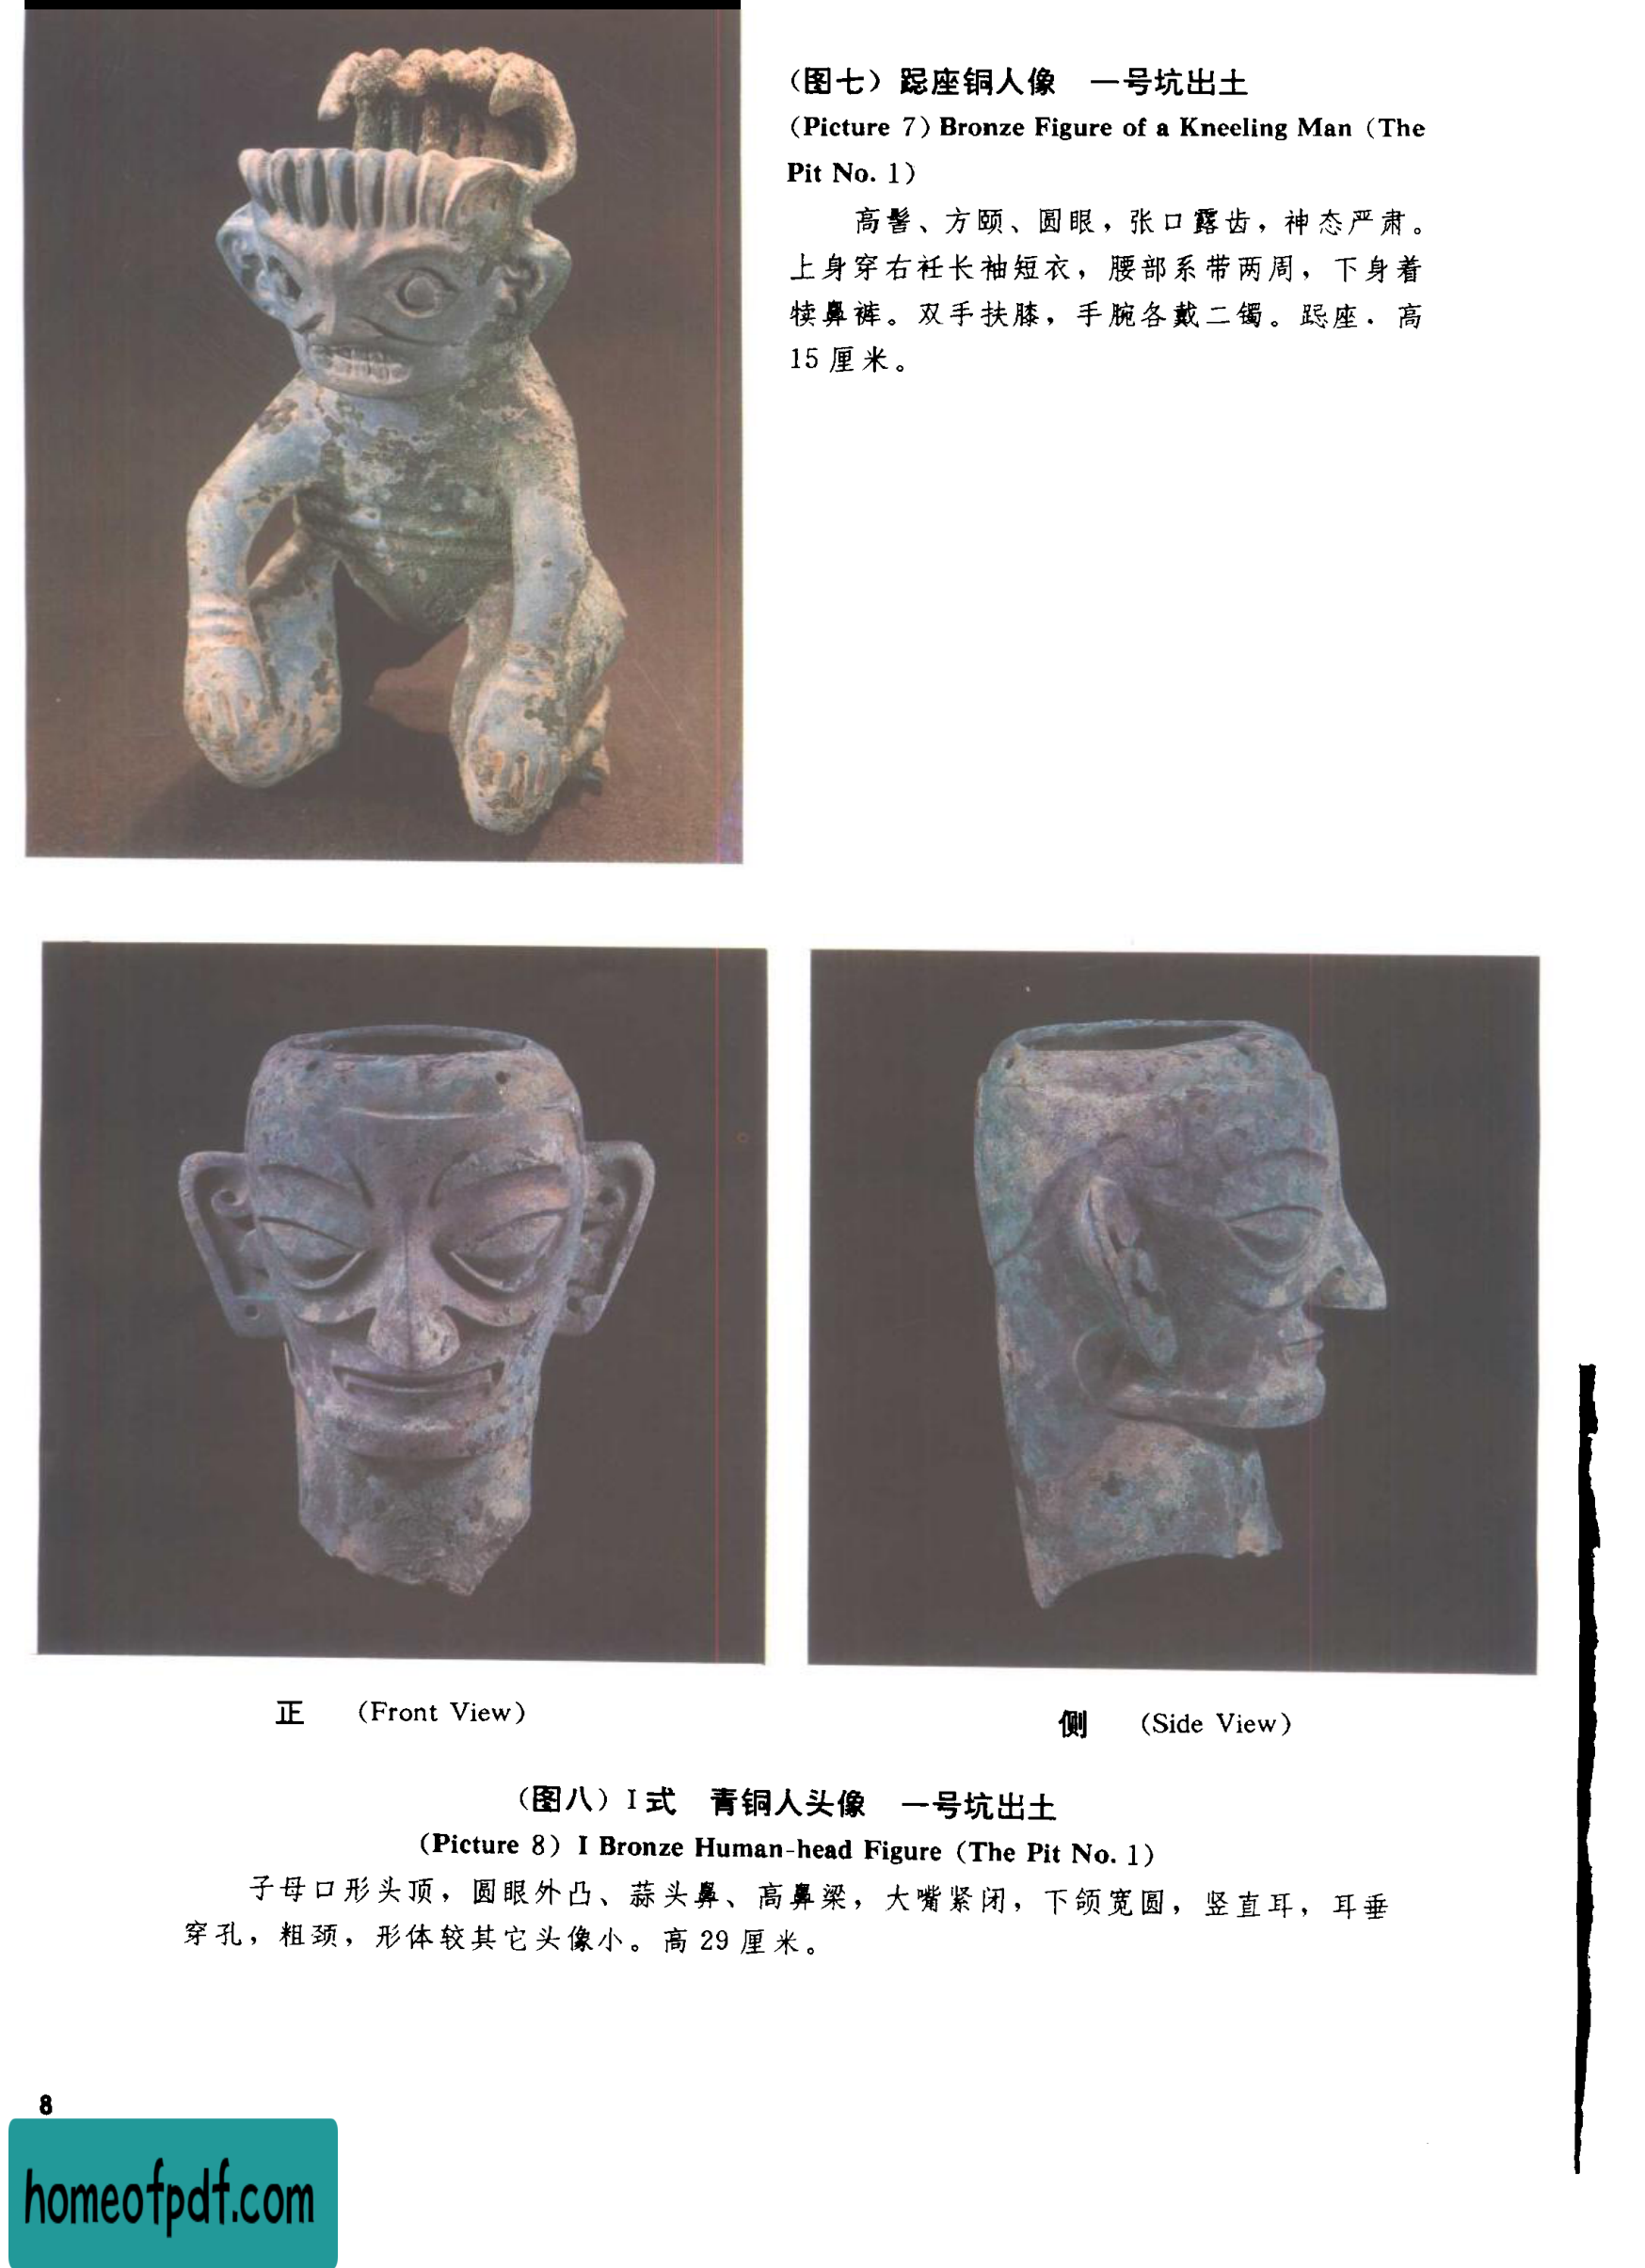 (图七) 跽座铜人像 一号坑出土
(Picture 7) Bronze Figure of a Kneeling Man (The
Pit No. 1)
高髻、方颐、圆眼，张口露齿，神态严肃。
上身穿右衽长袖短衣，腰部系带两周，下身着
犊鼻裤。双手扶膝，手腕各戴二镯。跽座．高
15 厘米。
正 (Front View)
侧 (Side View)
(图八) I 式 青铜人头像 一号坑出土
(Picture 8) I Bronze Human-head Figure (The Pit No. 1)
子母口形头顶，圆眼外凸、蒜头鼻、高鼻梁，大嘴紧闭，下颌宽圆，竖直耳，耳垂
穿孔，粗颈，形体较其它头像小。高 29 厘米。
8
homeofpdf.com